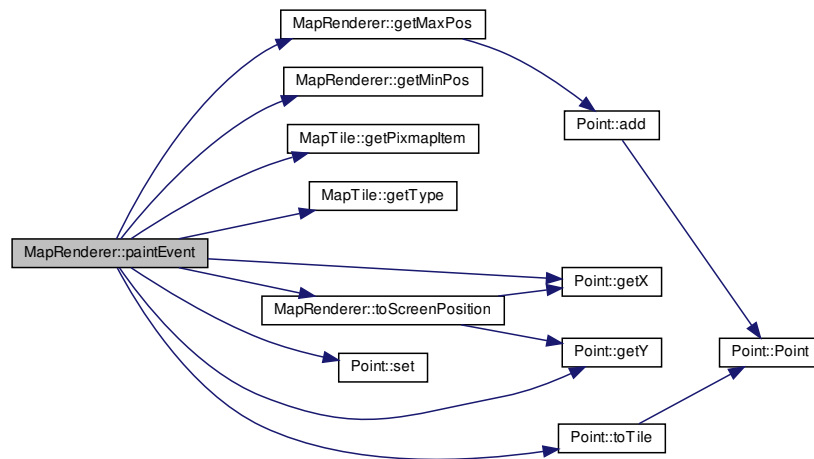 MapRenderer::getMaxPos
MapRenderer::getMinPos
Point::add
MapTile::getPixmapItem
MapTile::getType
MapRenderer::paintEvent
Point::getX
MapRenderer::toScreenPosition
Point::getY
Point::Point
Point::set
Point::toTile